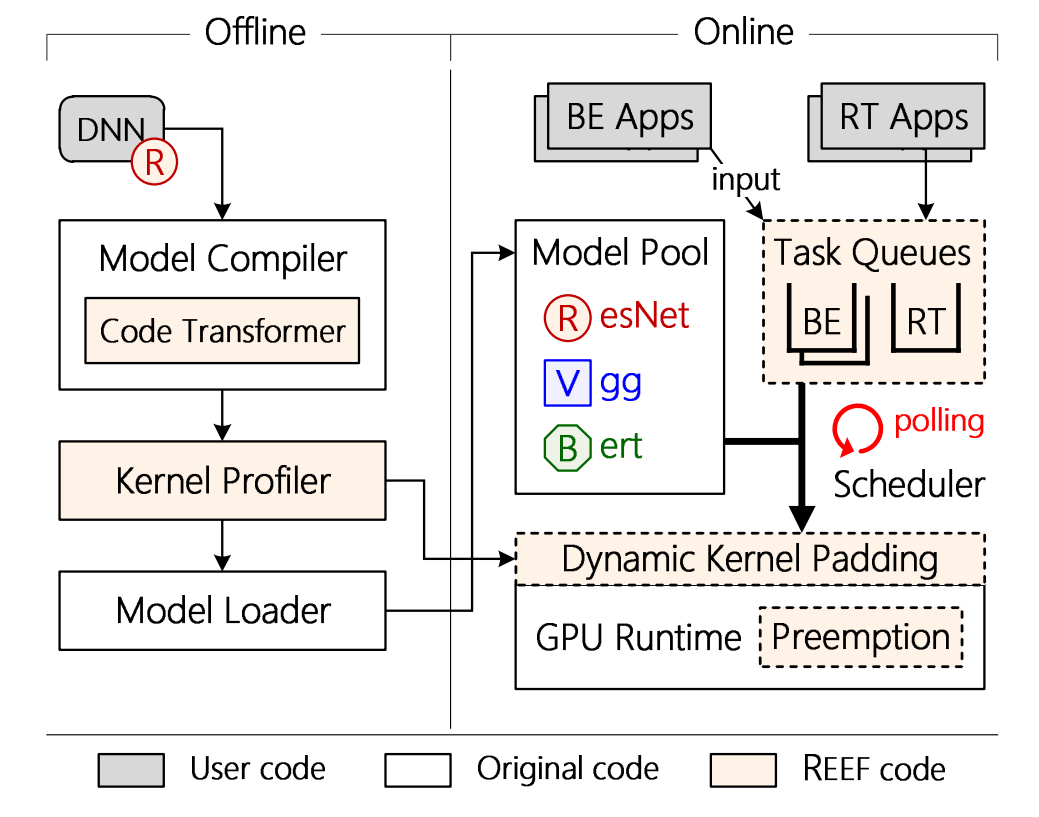 Offline
Online
DNN
R
BE Apps
RT Apps
input
Model Compiler
Code Transformer
Model Pool
R esNet
V gg
B ert
Task Queues
BE
RT
polling
Scheduler
Kernel Profiler
Model Loader
Dynamic Kernel Padding
GPU Runtime
Preemption
User code
Original code
REEF code